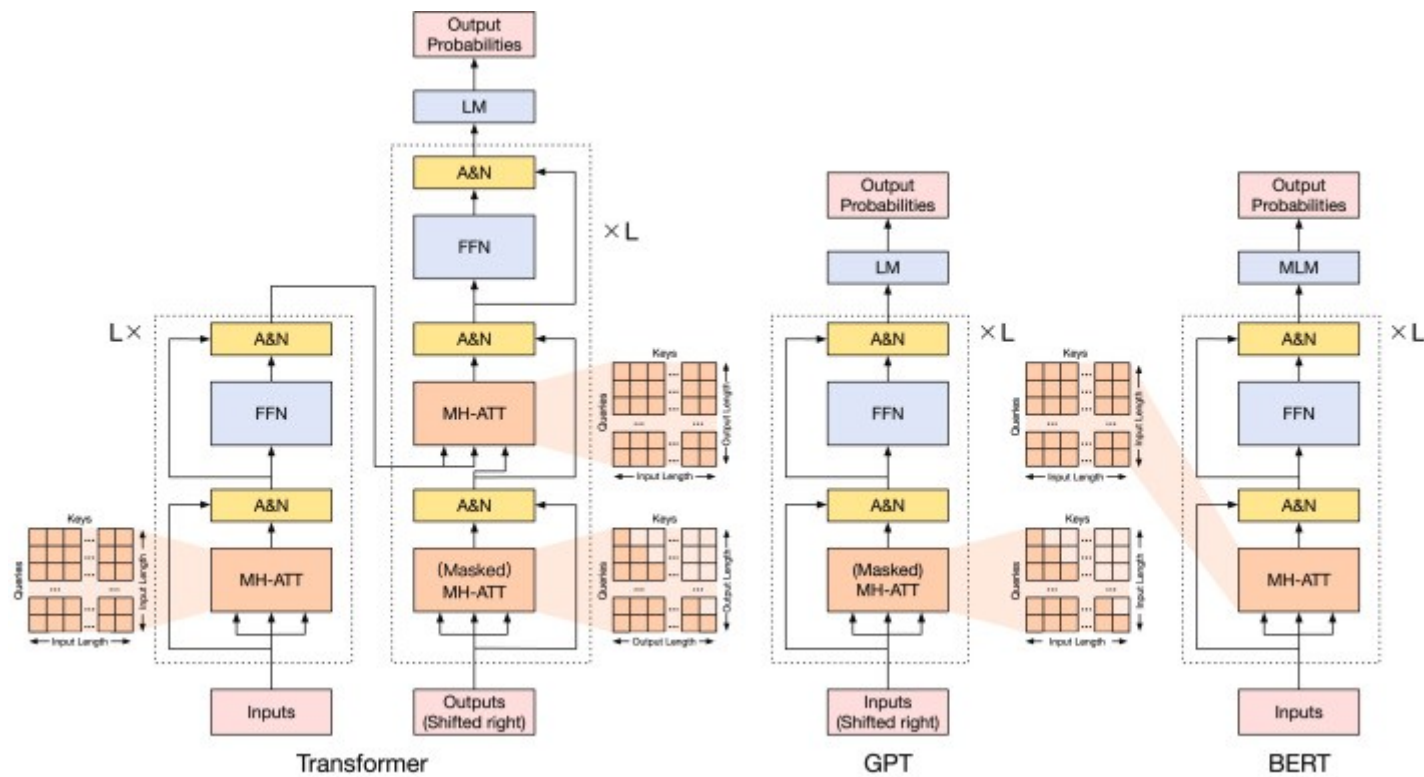 Output
Probabilities
LM
A&N
FFN
× L
A&N
MH-ATT
Keys
Queries
...
...
...
...
...
Output Length
Input Length
A&N
(Masked)
MH-ATT
Keys
Queries
...
...
...
...
...
Output Length
Output Length
Outputs
(Shifted right)
L ×
A&N
FFN
A&N
MH-ATT
Keys
Queries
...
...
...
...
...
Input Length
Input Length
Inputs
Transformer
Output
Probabilities
LM
× L
A&N
FFN
A&N
(Masked)
MH-ATT
Keys
Queries
...
...
...
...
...
Input Length
Input Length
Inputs
(Shifted right)
GPT
Output
Probabilities
MLM
× L
A&N
FFN
A&N
MH-ATT
Keys
Queries
...
...
...
...
...
Input Length
Input Length
Inputs
BERT